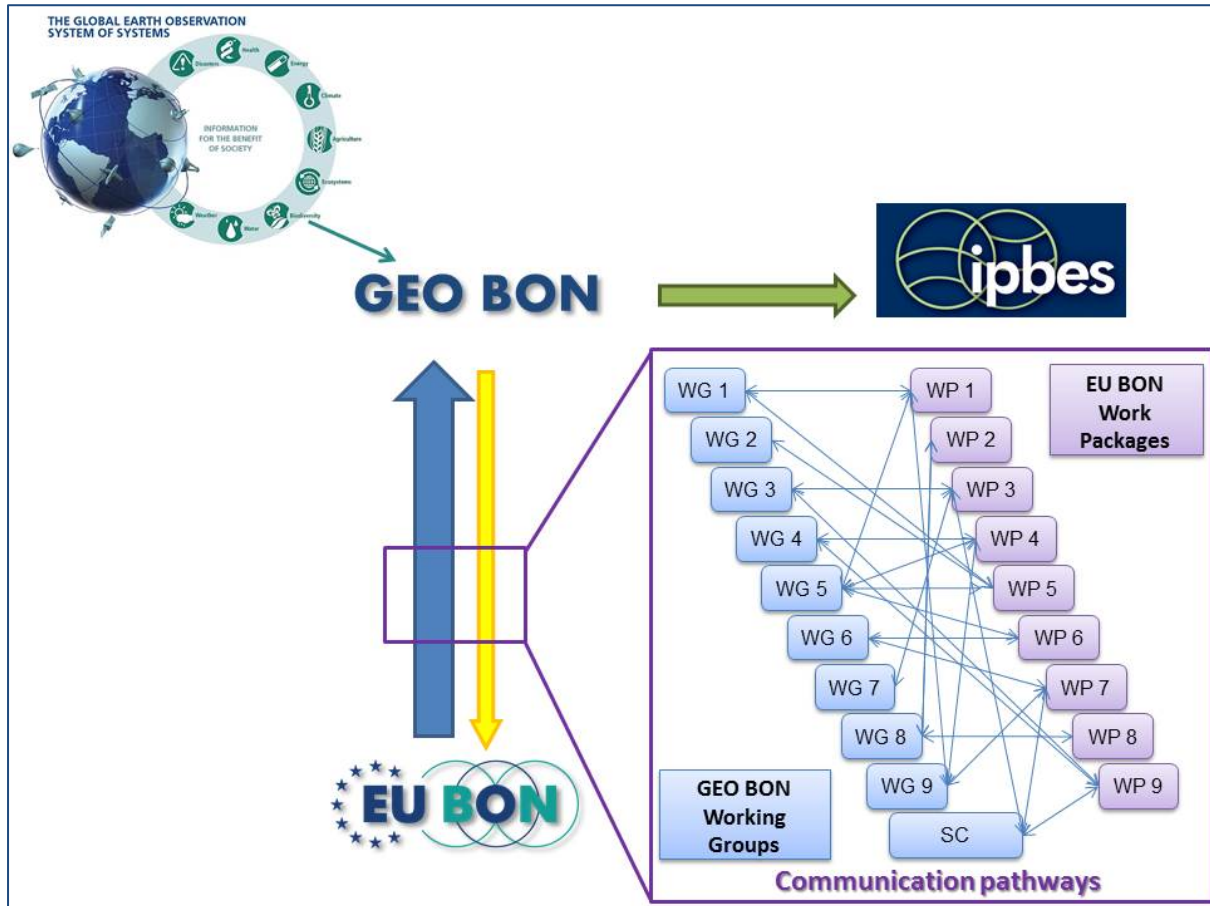 THE GLOBAL EARTH OBSERVATION
SYSTEM OF SYSTEMS
Health
Disasters
Energy
Climate
INFORMATION
FOR THE BENEFIT
OF SOCIETY
Agriculture
Ecosystems
Weather
Biodiversity
Water
GEO BON
ipbes
WG 1
WP 1
EU BON
Work
Packages
WG 2
WP 2
WG 3
WP 3
WG 4
WP 4
WG 5
WP 5
WG 6
WP 6
WG 7
WP 7
WG 8
WP 8
WG 9
WP 9
GEO BON
Working
Groups
SC
Communication pathways
EU BON